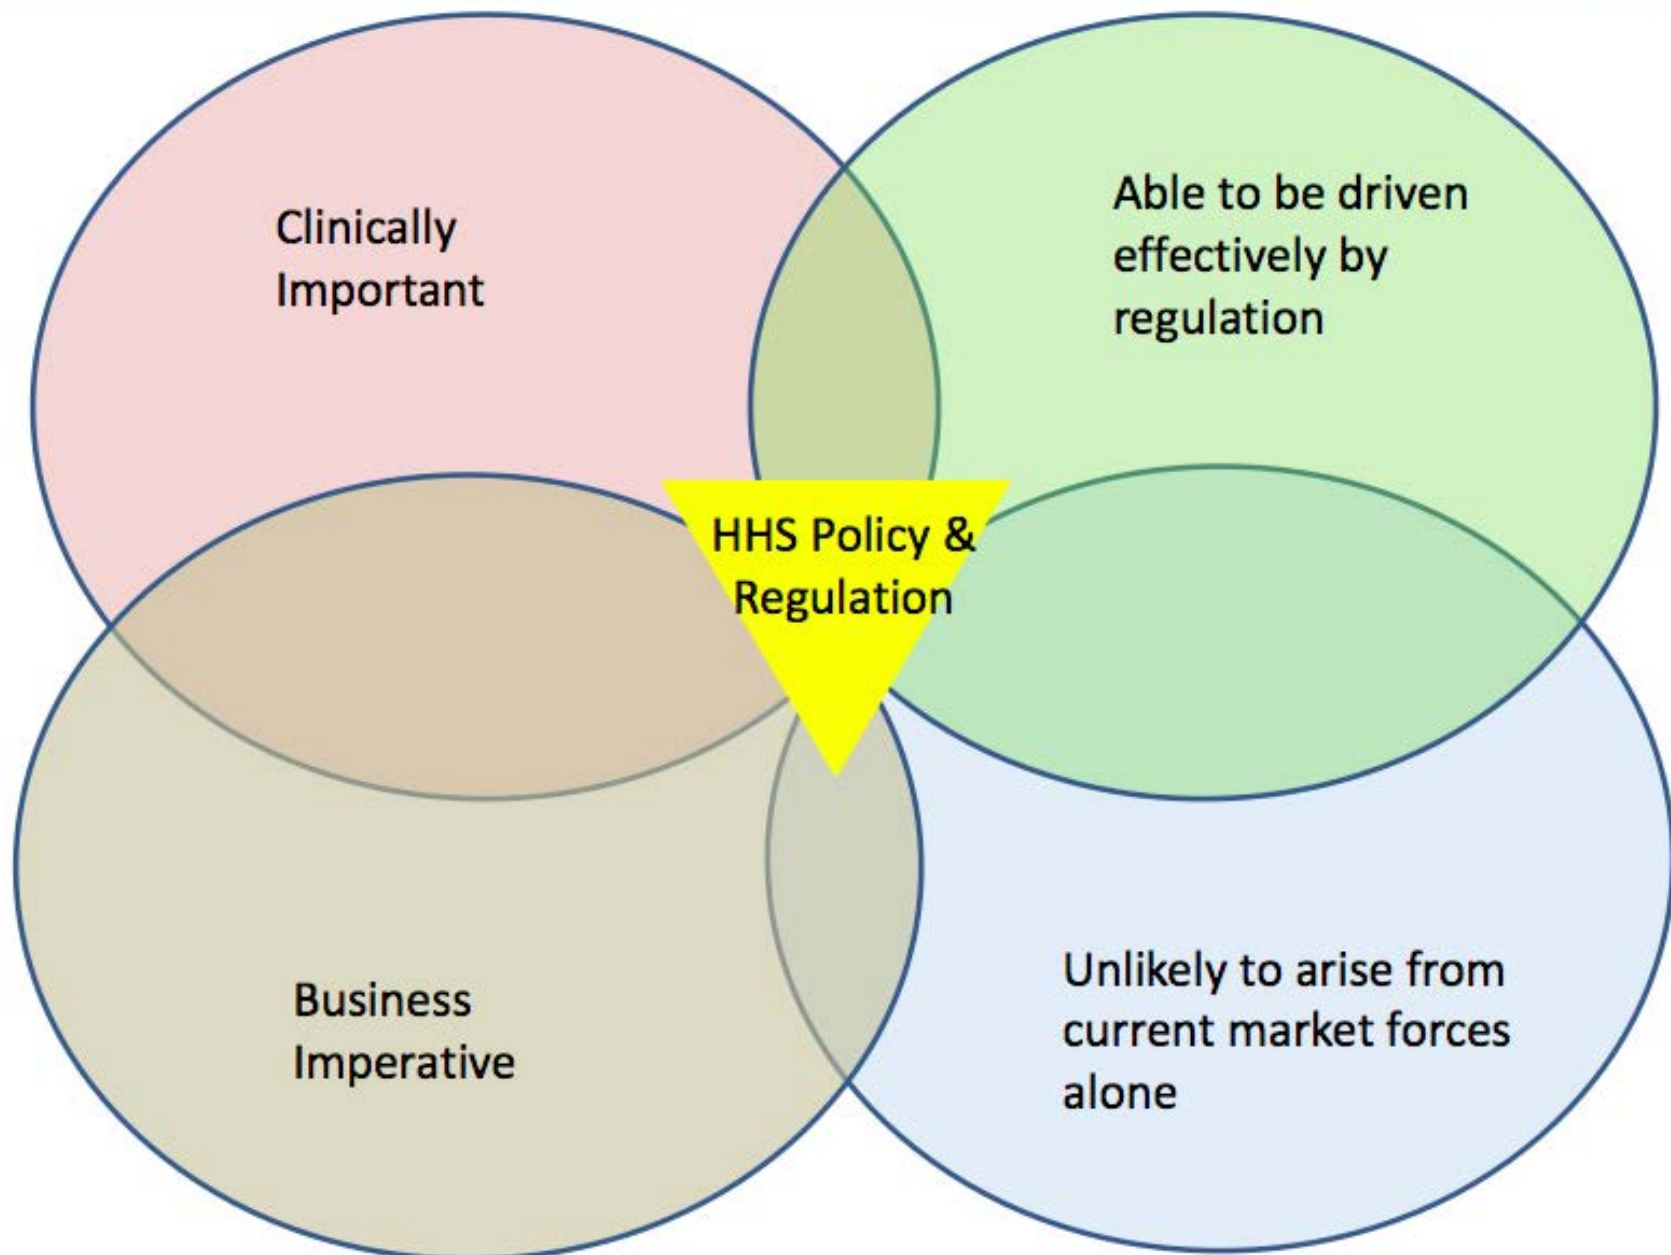 Clinically
Important
Able to be driven
effectively by
regulation
HHS Policy &
Regulation
Business
Imperative
Unlikely to arise from
current market forces
alone